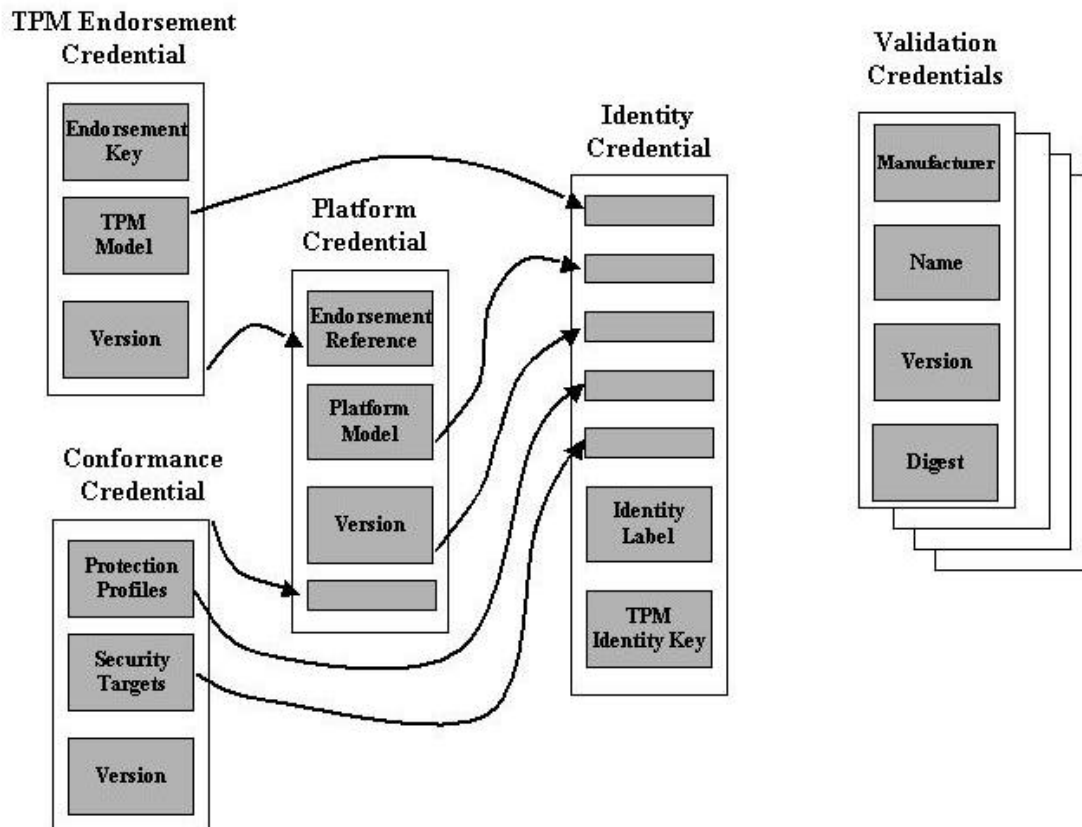 TPM Endorsement
Credential
Endorsement
Key
TPM
Model
Version
Conformance
Credential
Protection
Profiles
Security
Targets
Version
Platform
Credential
Endorsement
Reference
Platform
Model
Version
Identity
Credential
Identity
Label
TPM
Identity Key
Validation
Credentials
Manufacturer
Name
Version
Digest